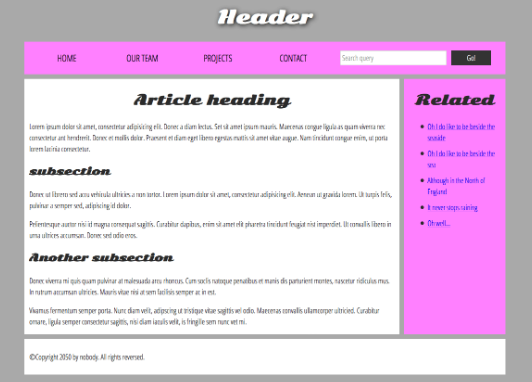 Header
HOME
OUR TEAM
PROJECTS
CONTACT
Search query
Go!
Article heading
Lorem ipsum dolor sit amet, consectetur adipisicing elit. Donec a diam lectus. Set sit amet ipsum mauris. Maecenas congue ligula as quam viverra nec
consectetur ant hendrerit. Donec et mollis dolor. Praesent et diam eget libero egestas mattis sit amet vitae augue. Nam tincidunt congue enim, ut porta
lorem lacinia consectetur.
subsection
Donec ut librero sed accu vehicula ultricies a non tortor. Lorem ipsum dolor sit amet, consectetur adipisicing elit. Aenean ut gravida lorem. Ut turpis felis,
pulvinar a semper sed, adipiscing id dolor.
Pelientesque auctor nisi id magna consequat sagittis. Curabitur dapibus, enim sit amet elit pharetra tincidunt feugiat nist imperdiet. Ut convallis libero in
urna ultrices accumsan. Donec sed odio eros.
Another subsection
Donec viverra mi quis quam pulvinar at malesuada arcu rhoncus. Cum soclis natoque penatibus et manis dis parturient montes, nascetur ridiculus mus.
In rutrum accumsan ultricies. Mauris vitae nisi at sem facilisis semper ac in est.
Vivamus fermentum semper porta. Nunc diam velit, adipscing ut tristique vitae sagittis vel odio. Maecenas convallis ullamcorper ultricied. Curabitur
ornare, ligula semper consectetur sagittis, nisi diam iaculis velit, is fringille sem nunc vet mi.
Related
Oh I do like to be beside the
seaside
Oh I do like to be beside the
sea
Although in the North of
England
It never stops raining
Oh well...
©Copyright 2050 by nobody. All rights reversed.